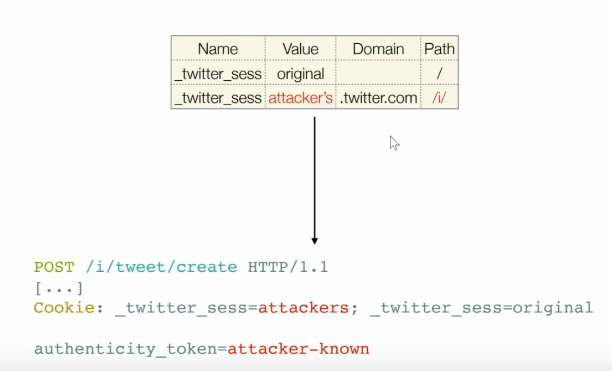 Name Value Domain Path
_twitter_sess original /
_twitter_sess attacker's .twitter.com /i/
POST /i/tweet/create HTTP/1.1
[...]
Cookie: _twitter_sess=attackers; _twitter_sess=original
authenticity_token=attacker-known